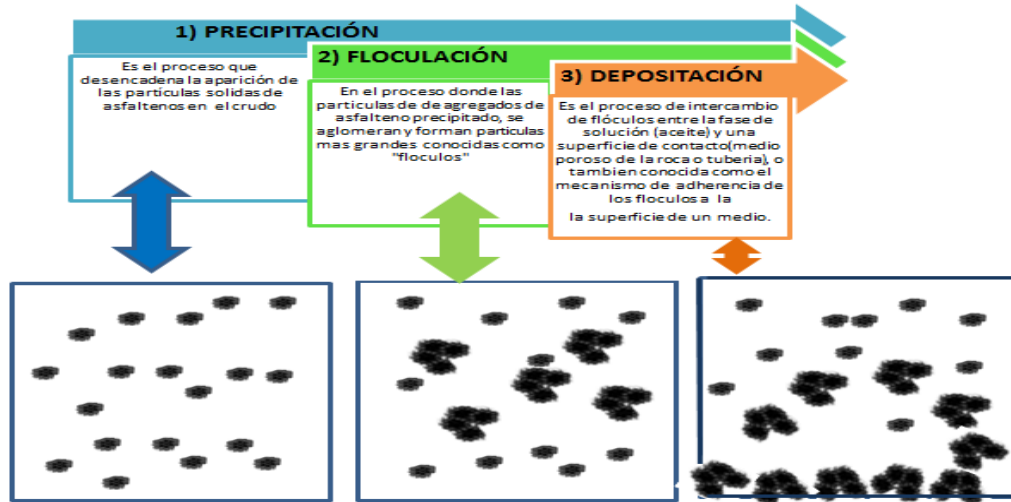 1) PRECIPITACIÓN
Es el proceso que
desencadena la aparición de
las partículas solidas de
asfaltenos en el crudo
2) FLOCULACIÓN
En el proceso donde las
particulas de de agregados de
asfalteno precipitado, se
aglomeran y forman particulas
mas grandes conocidas como
"floculos"
3) DEPOSITACIÓN
Es el proceso de intercambio
de flóculos entre la fase de
solución (aceite) y una
superficie de contacto(medio
poroso de la roca o tuberia), o
tambien conocida como el
mecanismo de adherencia de
los floculos a la
la superficie de un medio.